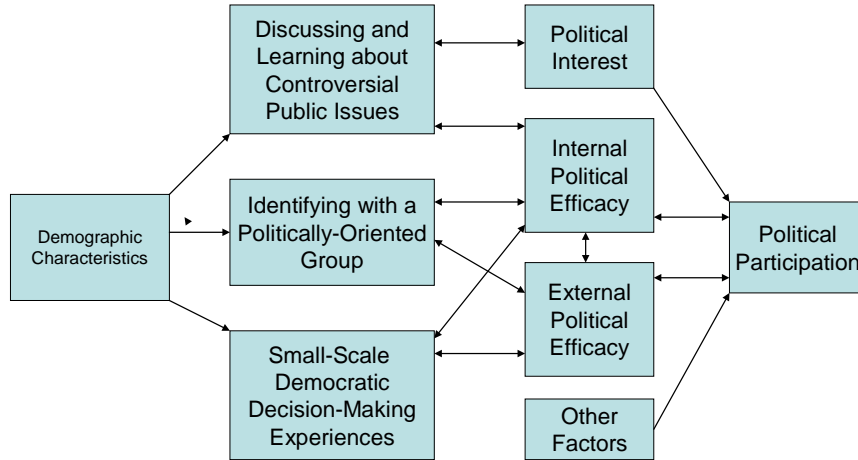 Demographic
Characteristics
Discussing and
Learning about
Controversial
Public Issues
Identifying with a
Politically-Oriented
Group
Small-Scale
Democratic
Decision-Making
Experiences
Political
Interest
Internal
Political
Efficacy
External
Political
Efficacy
Other
Factors
Political
Participation